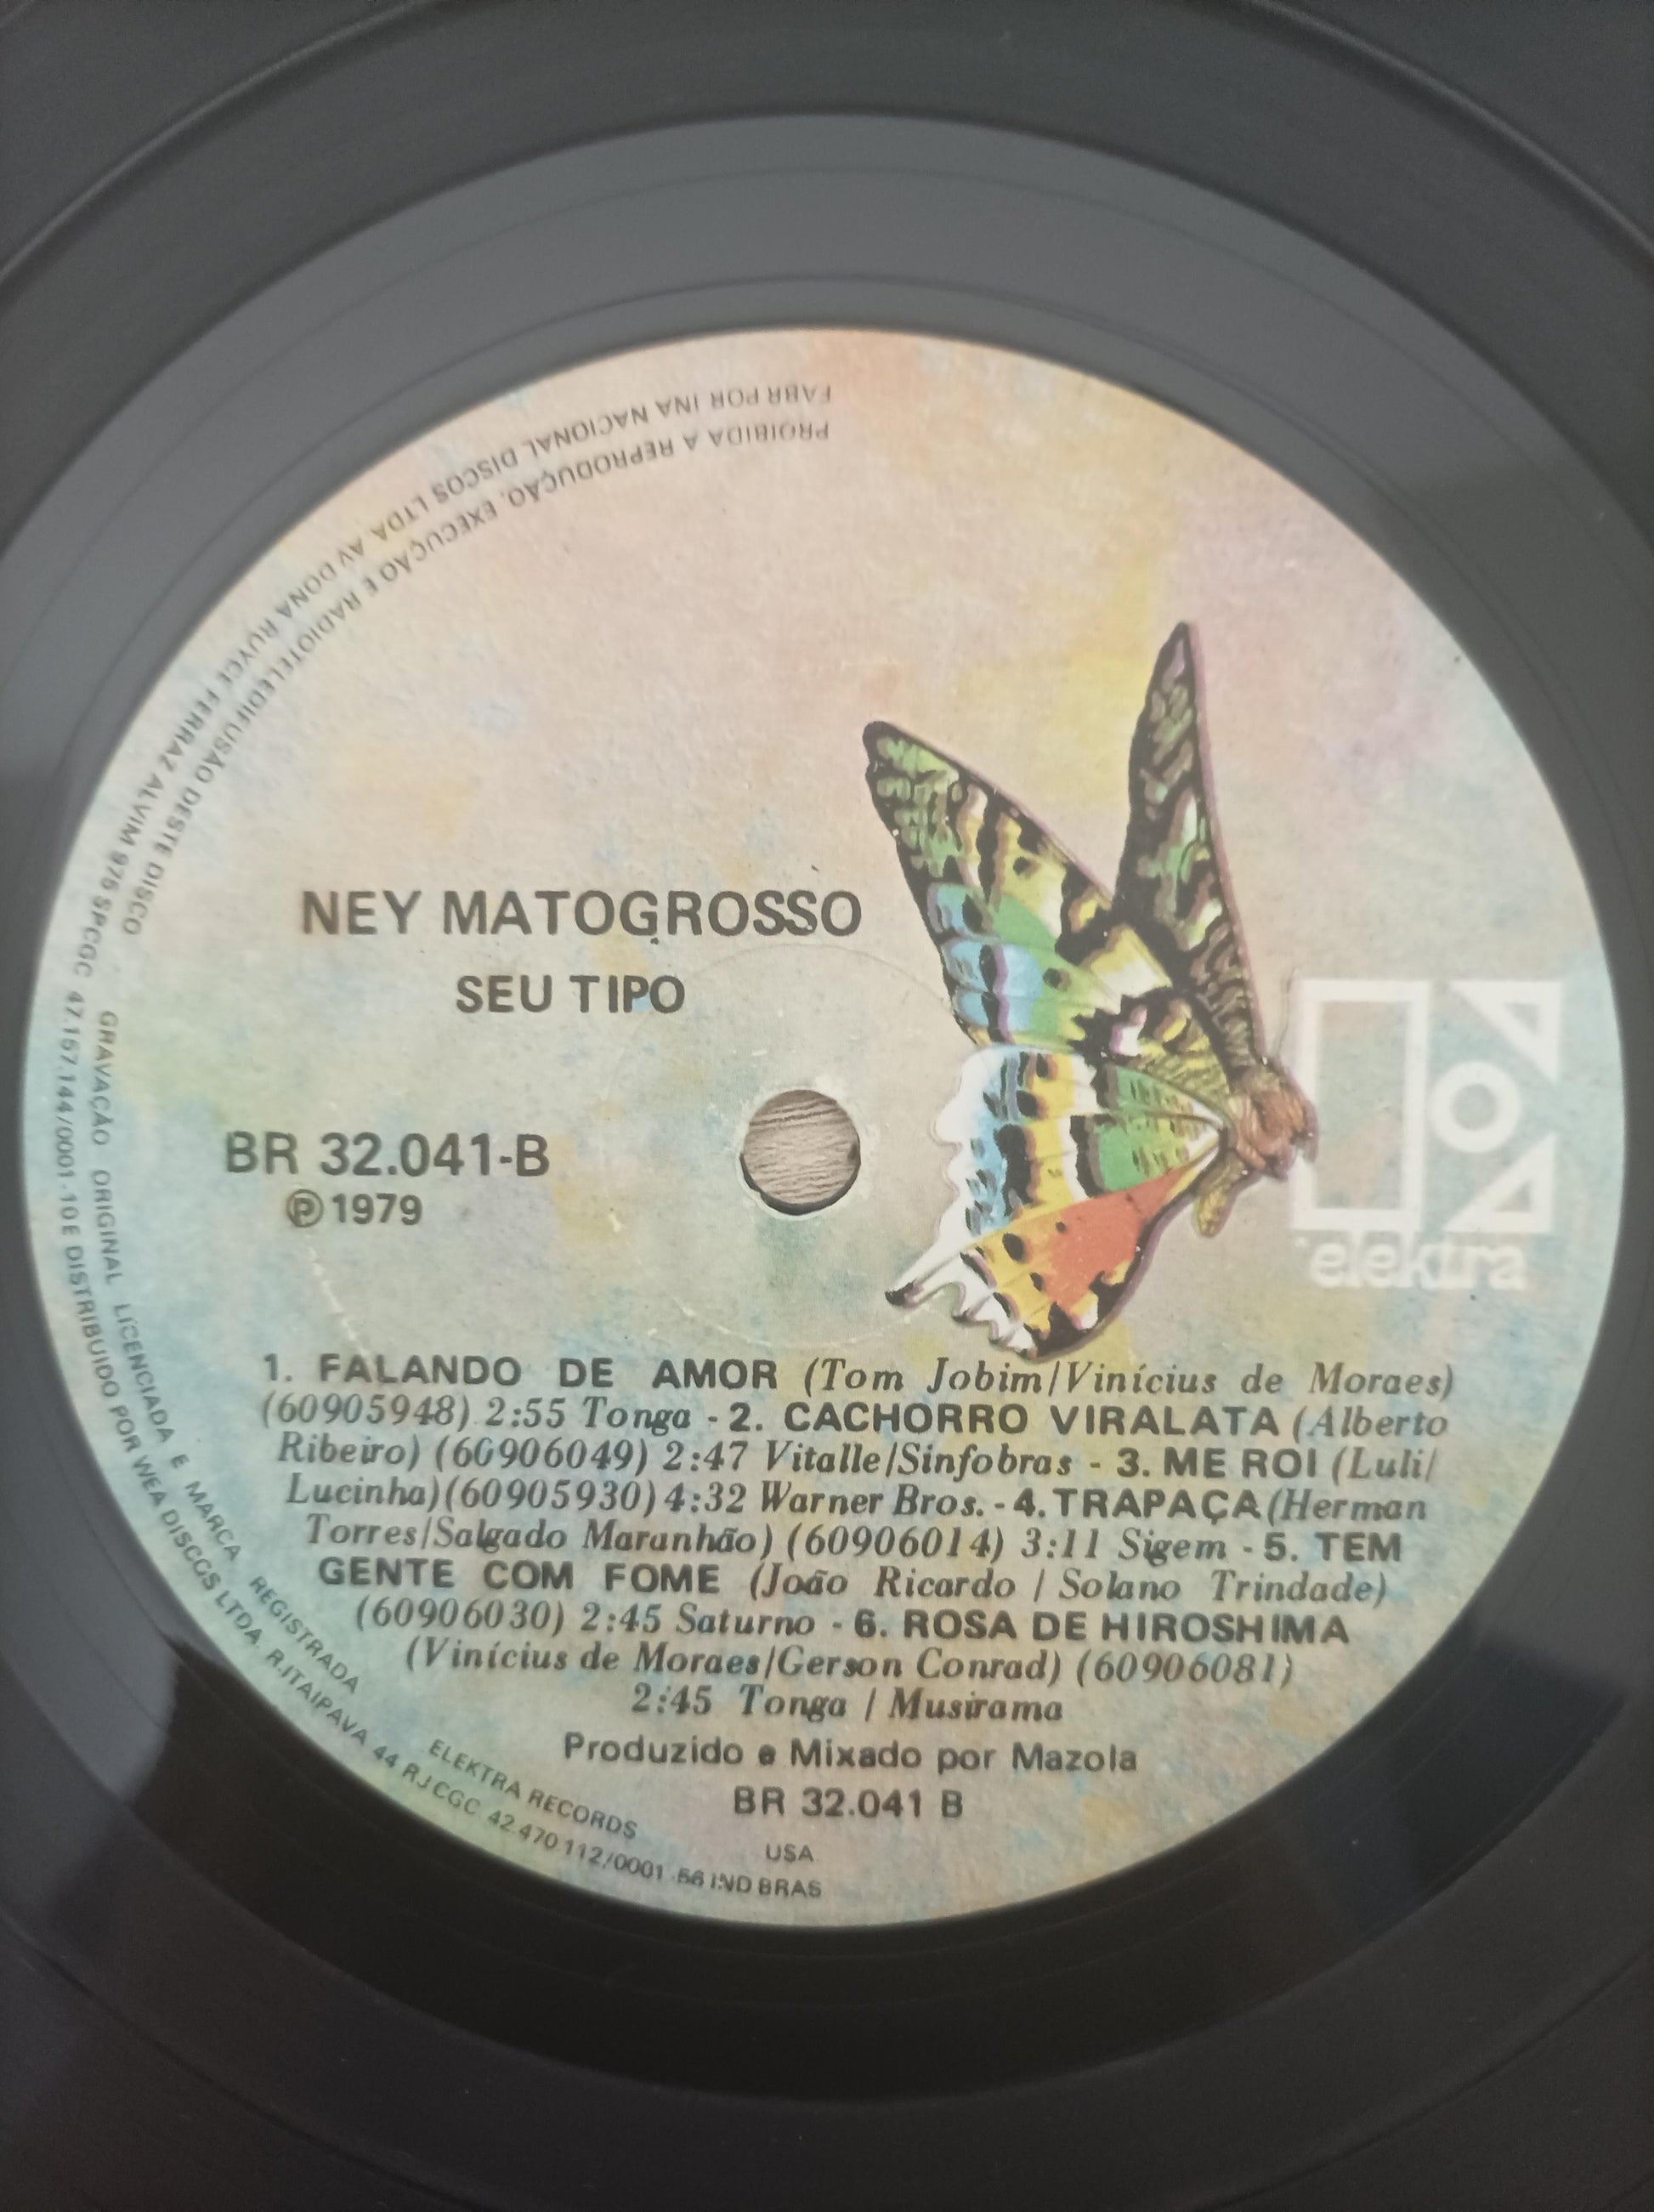 NEY MATOGROSSO
SEU TIPO
BR 32.041-B
℗1979
elektra
1. FALANDO DE AMOR (Tom Jobim/Vinícius de Moraes)
(60905948) 2:55 Tonga - 2. CACHORRO VIRALATA (Alberto
Ribeiro) (60906049) 2:47 Vitalle/Sinfobras - 3. ME ROI (Luli/
Lucinha) (60905930) 4:32 Warner Bros. - 4. TRAPAÇA (Herman
Torres/Salgado Maranhão) (60906014) 3:11 Sigem - 5. TEM
GENTE COM FOME (João Ricardo / Solano Trindade)
(60906030) 2:45 Saturno - 6. ROSA DE HIROSHIMA
(Vinícius de Moraes/Gerson Conrad) (60906081)
2:45 Tonga / Musirama
Produzido e Mixado por Mazola
BR 32.041 B
USA
FABR POR INA NACIONAL DISCOS LTDA. AV DONA RUYCE FERRAZ ALVIM 975 SP CGC 47.167.144/0001-10 E DISTRIBUIDO POR WEA DISCOS LTDA. R.ITAIPAVA 44 RJ CGC. 42.470.112/0001 56 IND BRAS
PROIBIDA A REPRODUÇÃO, EXECUÇÃO E RADIOTELEDIFUSÃO DESTE DISCO
GRAVAÇÃO ORIGINAL LICENCIADA E MARCA REGISTRADA
ELEKTRA RECORDS